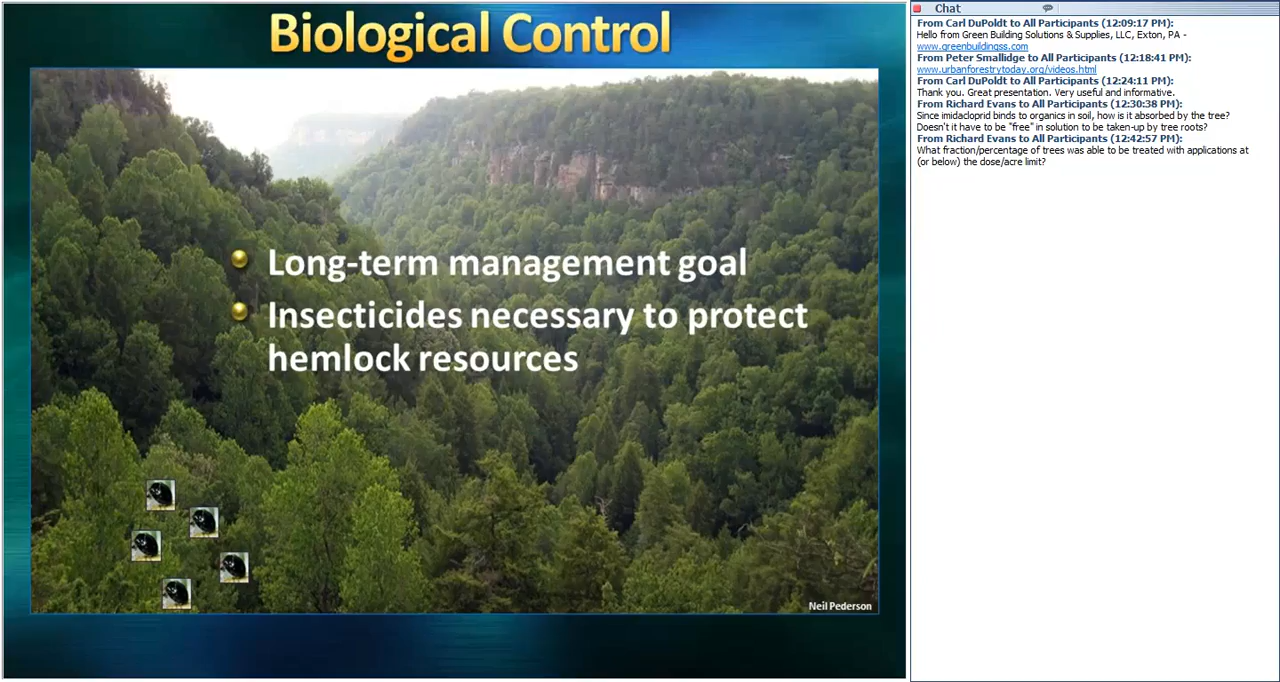 Biological Control
Long-term management goal
Insecticides necessary to protect
hemlock resources
Neil Pederson
Chat
From Carl DuPoldt to All Participants (12:09:17 PM):
Hello from Green Building Solutions & Supplies, LLC, Exton, PA -
www.greenbuildingss.com
From Peter Smallidge to All Participants (12:18:41 PM):
www.urbanforestrytoday.org/videos.html
From Carl DuPoldt to All Participants (12:24:11 PM):
Thank you. Great presentation. Very useful and informative.
From Richard Evans to All Participants (12:30:38 PM):
Since imidacloprid binds to organics in soil, how is it absorbed by the tree?
Doesn't it have to be "free" in solution to be taken-up by tree roots?
From Richard Evans to All Participants (12:42:57 PM):
What fraction/percentage of trees was able to be treated with applications at
(or below) the dose/acre limit?